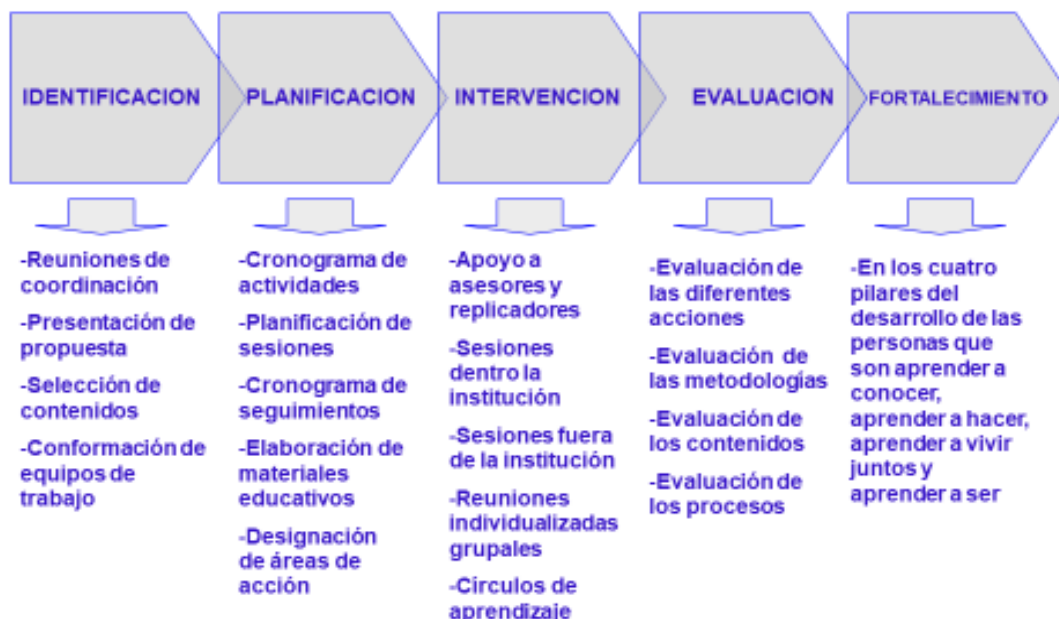 IDENTIFICACION
PLANIFICACION
INTERVENCION
EVALUACION
FORTALECIMIENTO
-Reuniones de
coordinación
-Presentación de
propuesta
-Selección de
contenidos
-Conformación de
equipos de
trabajo
-Cronograma de
actividades
-Planificación de
sesiones
-Cronograma de
seguimientos
-Elaboración de
materiales
educativos
-Designación
de áreas de
acción
-Apoyo a
asesores y
replicadores
-Sesiones
dentro la
institución
-Sesiones fuera
de la institución
-Reuniones
individualizadas
grupales
-Círculos de
aprendizaje
-Evaluación de
las diferentes
acciones
-Evaluación de
las metodologías
-Evaluación de
los contenidos
-Evaluación de
los procesos
-En los cuatro
pilares del
desarrollo de las
personas que
son aprender a
conocer,
aprender a hacer,
aprender a vivir
juntos y
aprender a ser